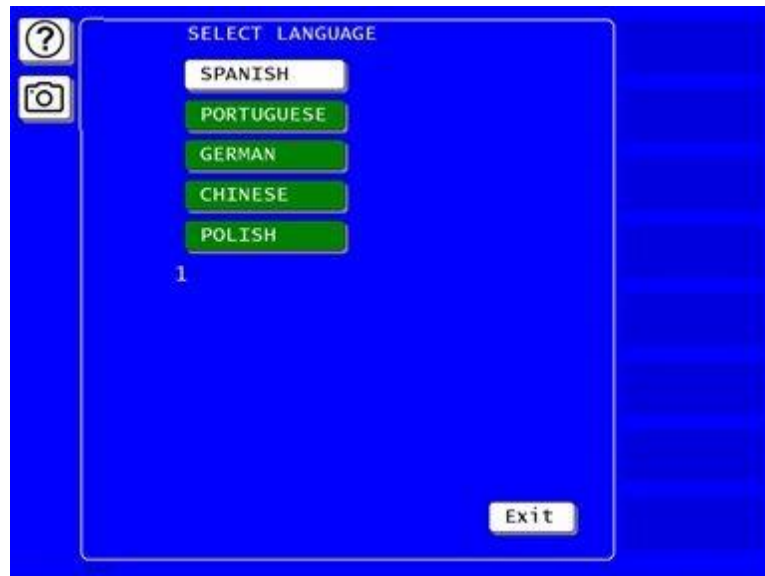 ?
SELECT LANGUAGE
SPANISH
PORTUGUESE
GERMAN
CHINESE
POLISH
1
Exit